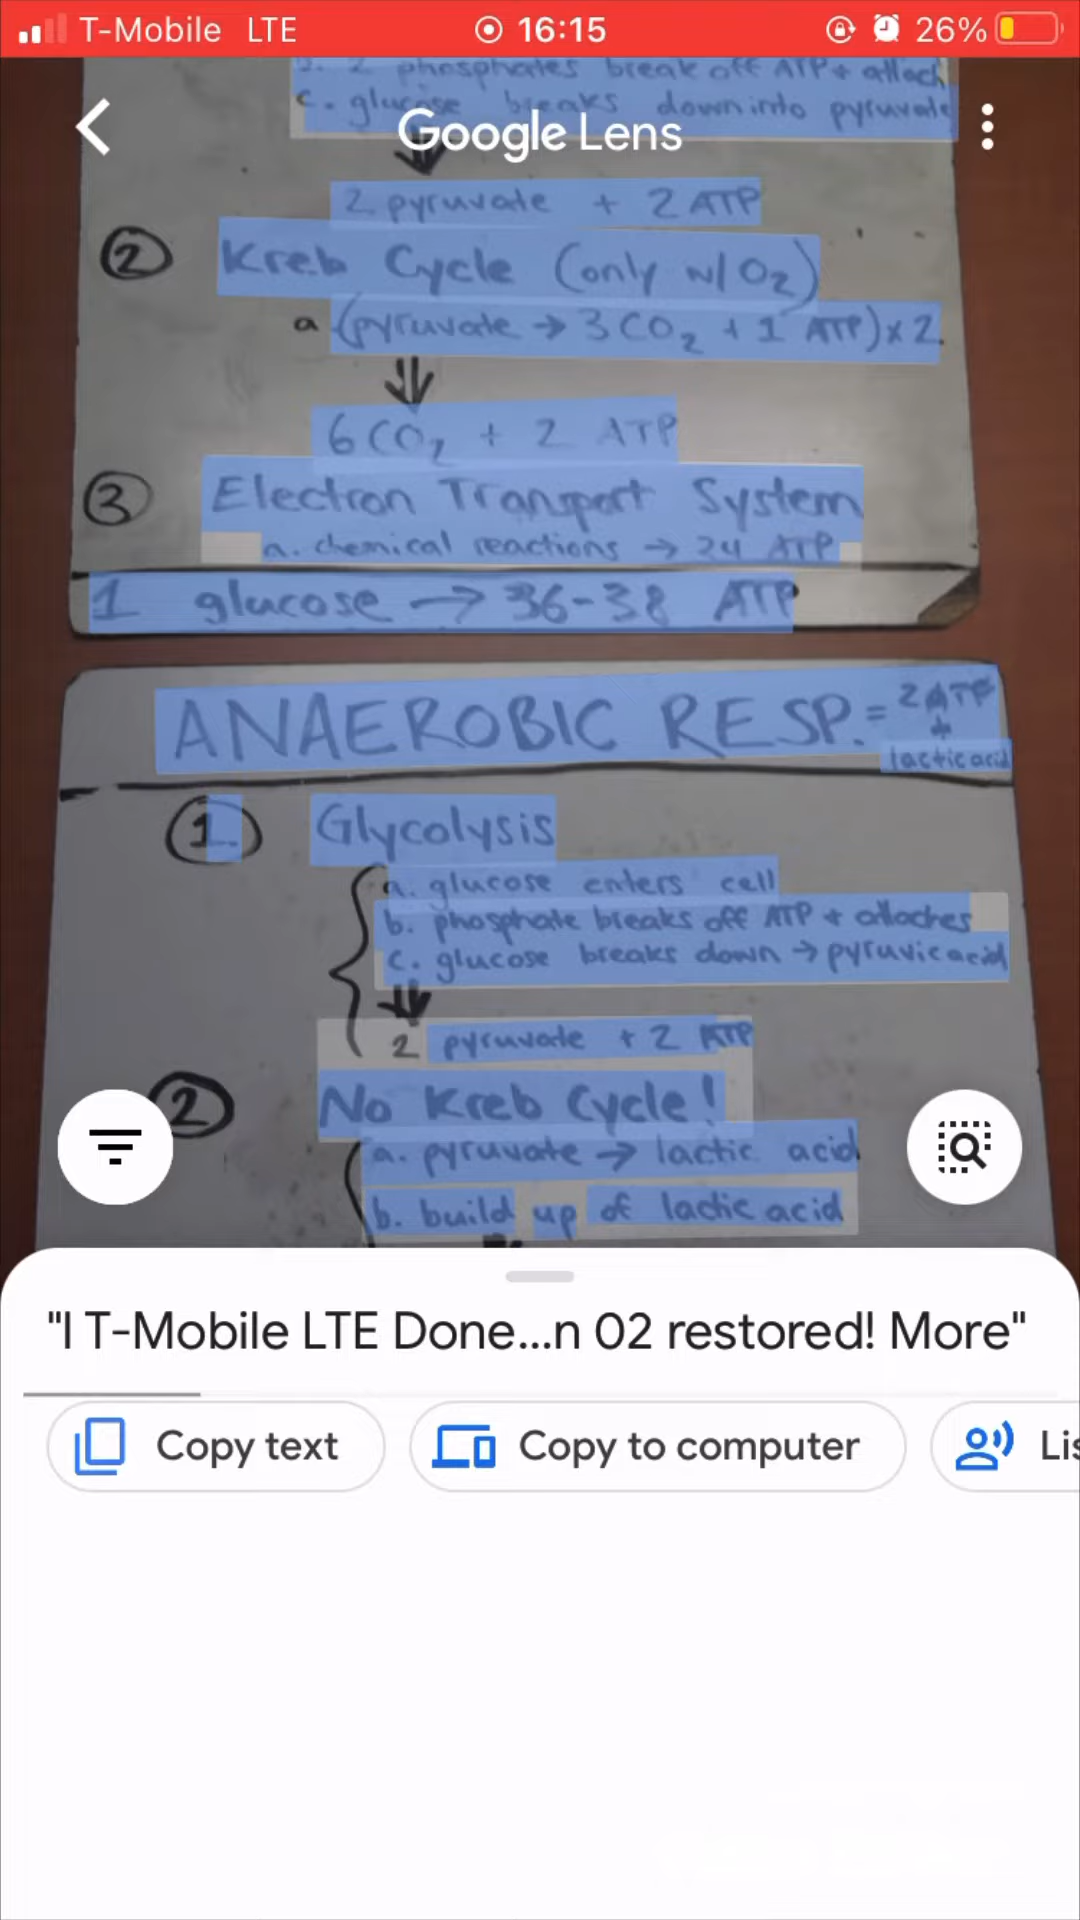 T-Mobile LTE 16:15 26%
2 phosphates break off ATP + attach
c. glucose breaks down into pyruvate
Google Lens
2 pyruvate + 2 ATP
2 Kreb Cycle (only w/ O2)
a (pyruvate → 3 CO2 + 1 ATP) x 2
⇓
6 CO2 + 2 ATP
3 Electron Transport System
a. chemical reactions → 24 ATP
1 glucose → 36-38 ATP
ANAEROBIC RESP. = 2 ATP
+
lactic acid
1 Glycolysis
a. glucose enters cell
b. phosphate breaks off ATP + attaches
c. glucose breaks down → pyruvic acid
⇓
2 pyruvate + 2 ATP
2 No Kreb Cycle!
a. pyruvate → lactic acid
b. build up of lactic acid
"I T-Mobile LTE Done...n 02 restored! More"
Copy text
Copy to computer
Lis